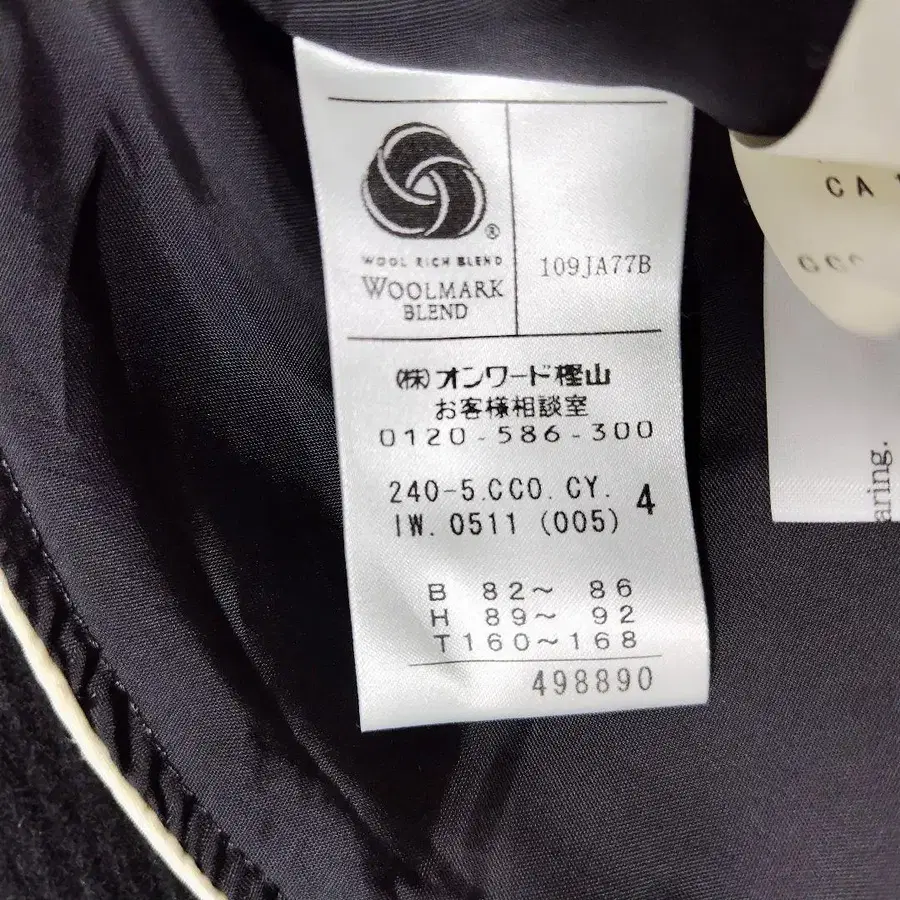 ®
WOOL RICH BLEND
WOOLMARK
BLEND
109JA77B
(株)オンワード樫山
お客様相談室
0120-586-300
240-5.CCO.CY. 4
IW.0511 (005)
B 82～ 86
H 89～ 92
T160～168
498890
CA
aring.